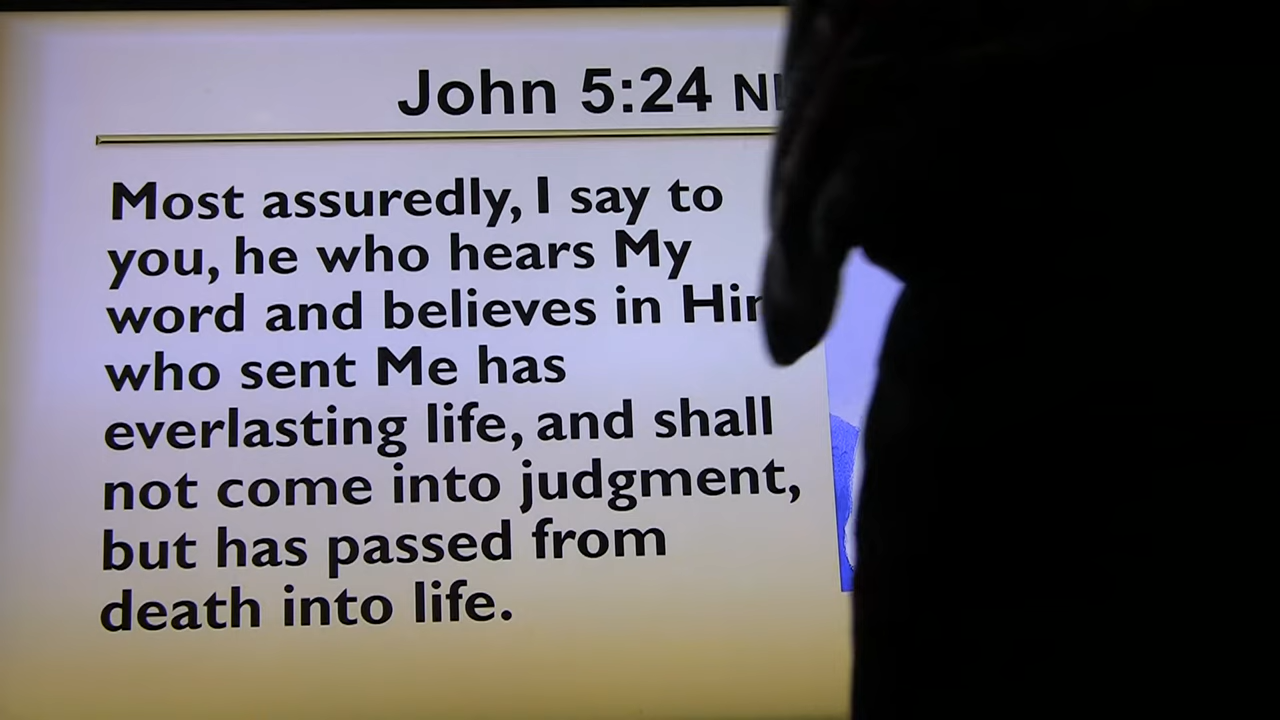 John 5:24
Most assuredly, I say to
you, he who hears My
word and believes in
who sent Me has
everlasting life, and shall
not come into judgment,
but has passed from
death into life.